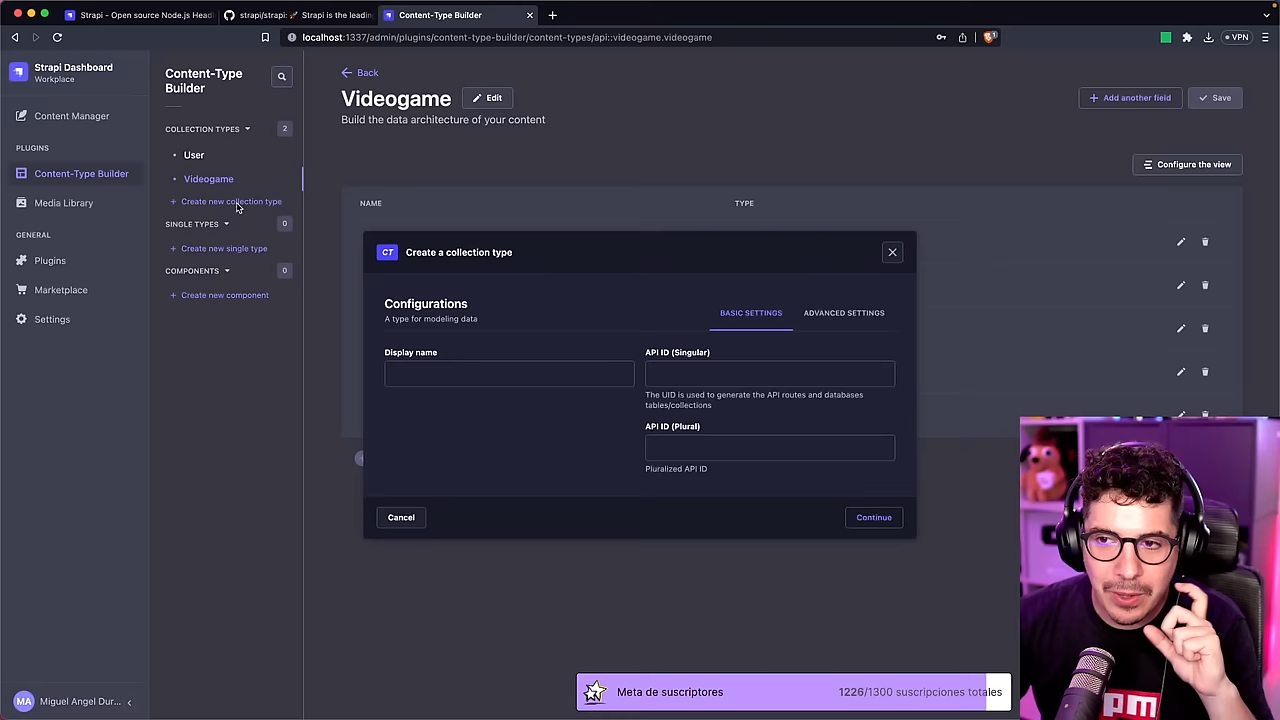 Strapi - Open source Node.js Head
strapi/strapi: 🚀 Strapi is the leading
Content-Type Builder
localhost:1337/admin/plugins/content-type-builder/content-types/api::videogame.videogame
VPN
Strapi Dashboard
Workplace
Content Manager
PLUGINS
Content-Type Builder
Media Library
GENERAL
Plugins
Marketplace
Settings
MA
Miguel Angel Dur...
Content-Type
Builder
COLLECTION TYPES
2
User
Videogame
+ Create new collection type
SINGLE TYPES
0
+ Create new single type
COMPONENTS
0
+ Create new component
Back
Videogame
Edit
Build the data architecture of your content
+ Add another field
Save
Configure the view
NAME
TYPE
CT
Create a collection type
Configurations
A type for modeling data
BASIC SETTINGS
ADVANCED SETTINGS
Display name
API ID (Singular)
The UID is used to generate the API routes and databases
tables/collections
API ID (Plural)
Pluralized API ID
Cancel
Continue
Meta de suscriptores
1226/1300 suscripciones totales
pm